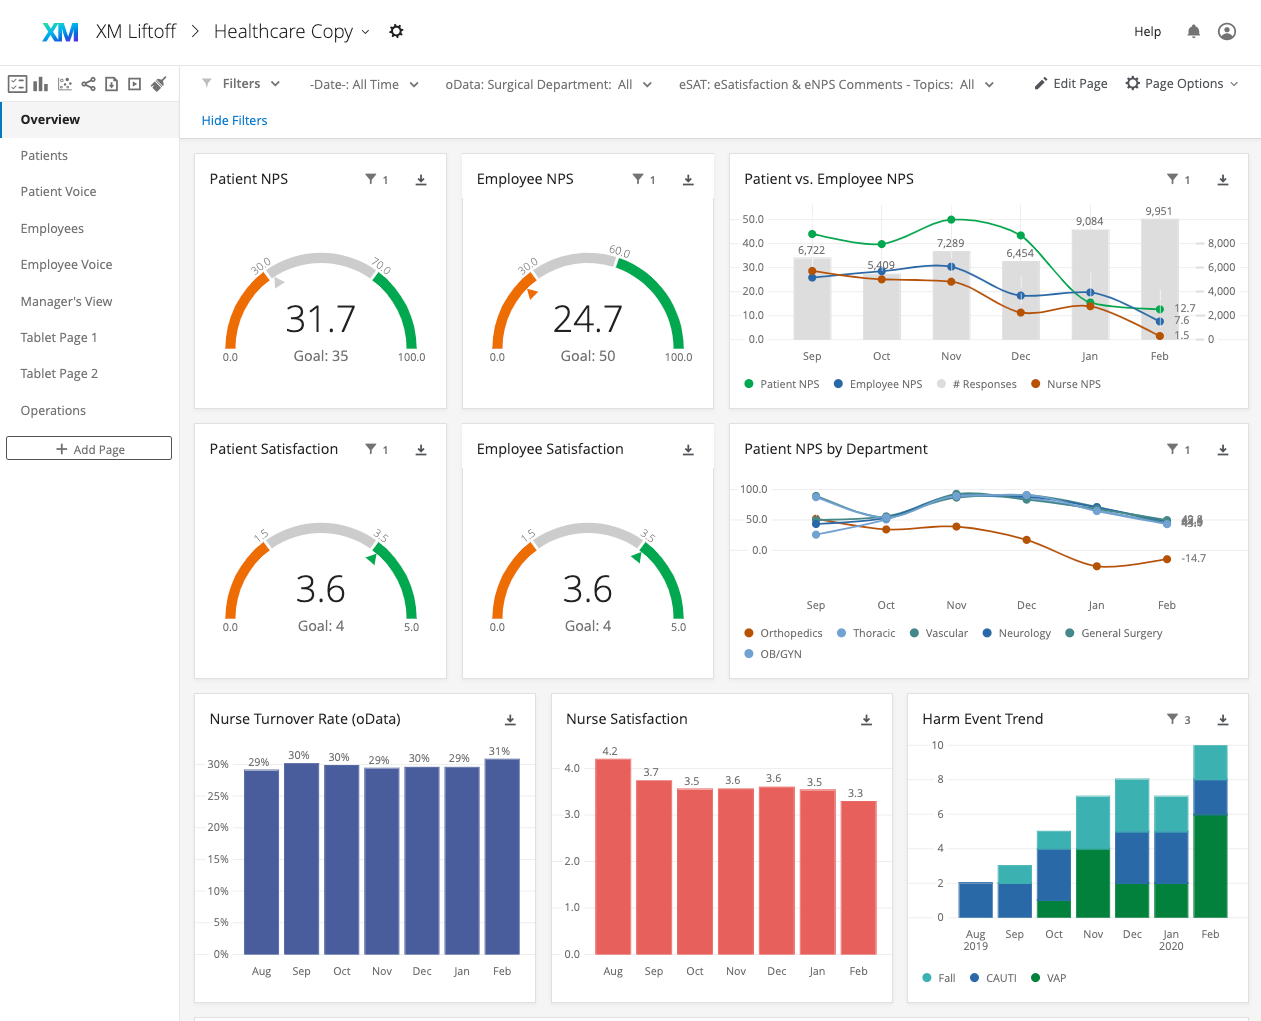 XM XM Liftoff > Healthcare Copy
Help
Filters
-Date-: All Time
oData: Surgical Department: All
eSAT: eSatisfaction & eNPS Comments - Topics: All
Edit Page
Page Options
Hide Filters
Overview
Patients
Patient Voice
Employees
Employee Voice
Manager's View
Tablet Page 1
Tablet Page 2
Operations
+ Add Page
Patient NPS
1
30.0
70.0
31.7
Goal: 35
0.0
100.0
Employee NPS
1
30.0
60.0
24.7
Goal: 50
0.0
100.0
Patient vs. Employee NPS
1
50.0
40.0
30.0
20.0
10.0
0.0
6,722
5,409
7,289
6,454
9,084
9,951
8,000
6,000
4,000
2,000
0
12.7
7.6
1.5
Sep Oct Nov Dec Jan Feb
Patient NPS Employee NPS # Responses Nurse NPS
Patient Satisfaction
1
1.5
3.5
3.6
Goal: 4
0.0
5.0
Employee Satisfaction
1.5
3.5
3.6
Goal: 4
0.0
5.0
Patient NPS by Department
1
100.0
50.0
0.0
-14.7
Sep Oct Nov Dec Jan Feb
Orthopedics Thoracic Vascular Neurology General Surgery
OB/GYN
Nurse Turnover Rate (oData)
30%
25%
20%
15%
10%
5%
0%
29% 30% 30% 29% 30% 29% 31%
Aug Sep Oct Nov Dec Jan Feb
Nurse Satisfaction
4.0
3.0
2.0
1.0
0.0
4.2 3.7 3.5 3.6 3.6 3.5 3.3
Aug Sep Oct Nov Dec Jan Feb
Harm Event Trend
3
10
8
6
4
2
0
Aug Sep Oct Nov Dec Jan Feb
2019 2020
Fall CAUTI VAP